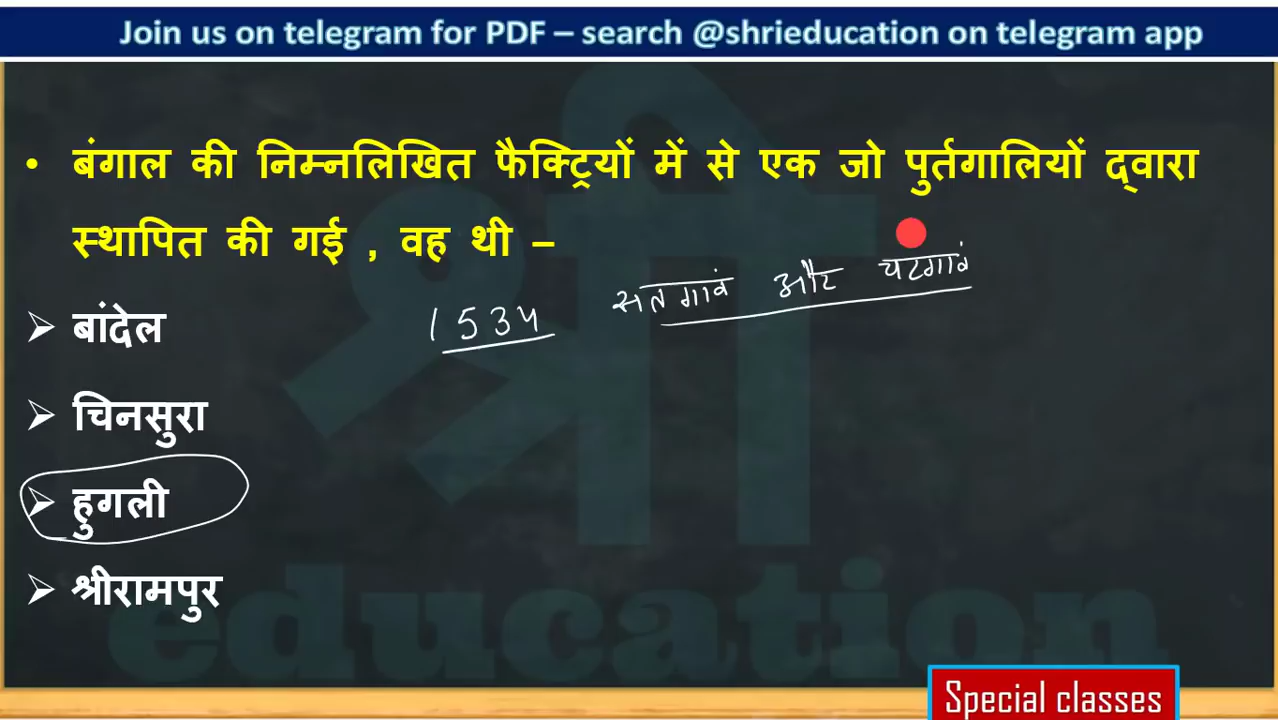 Join us on telegram for PDF – search @shrieducation on telegram app
• बंगाल की निम्नलिखित फैक्ट्रियों में से एक जो पुर्तगालियों द्वारा
स्थापित की गई , वह थी –
1534 सतगावं और चटगावं
➢ बांदेल
➢ चिनसुरा
➢ हुगली
➢ श्रीरामपुर
श्री
education
Special classes